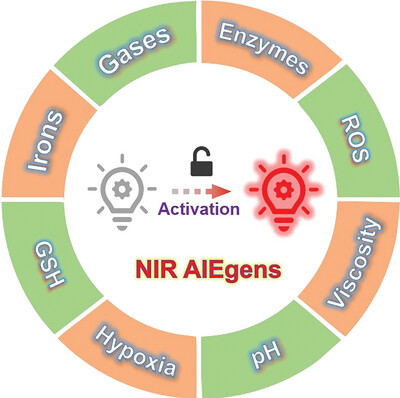 Gases
Enzymes
ROS
Viscosity
pH
Hypoxia
GSH
Irons
Activation
NIR AIEgens